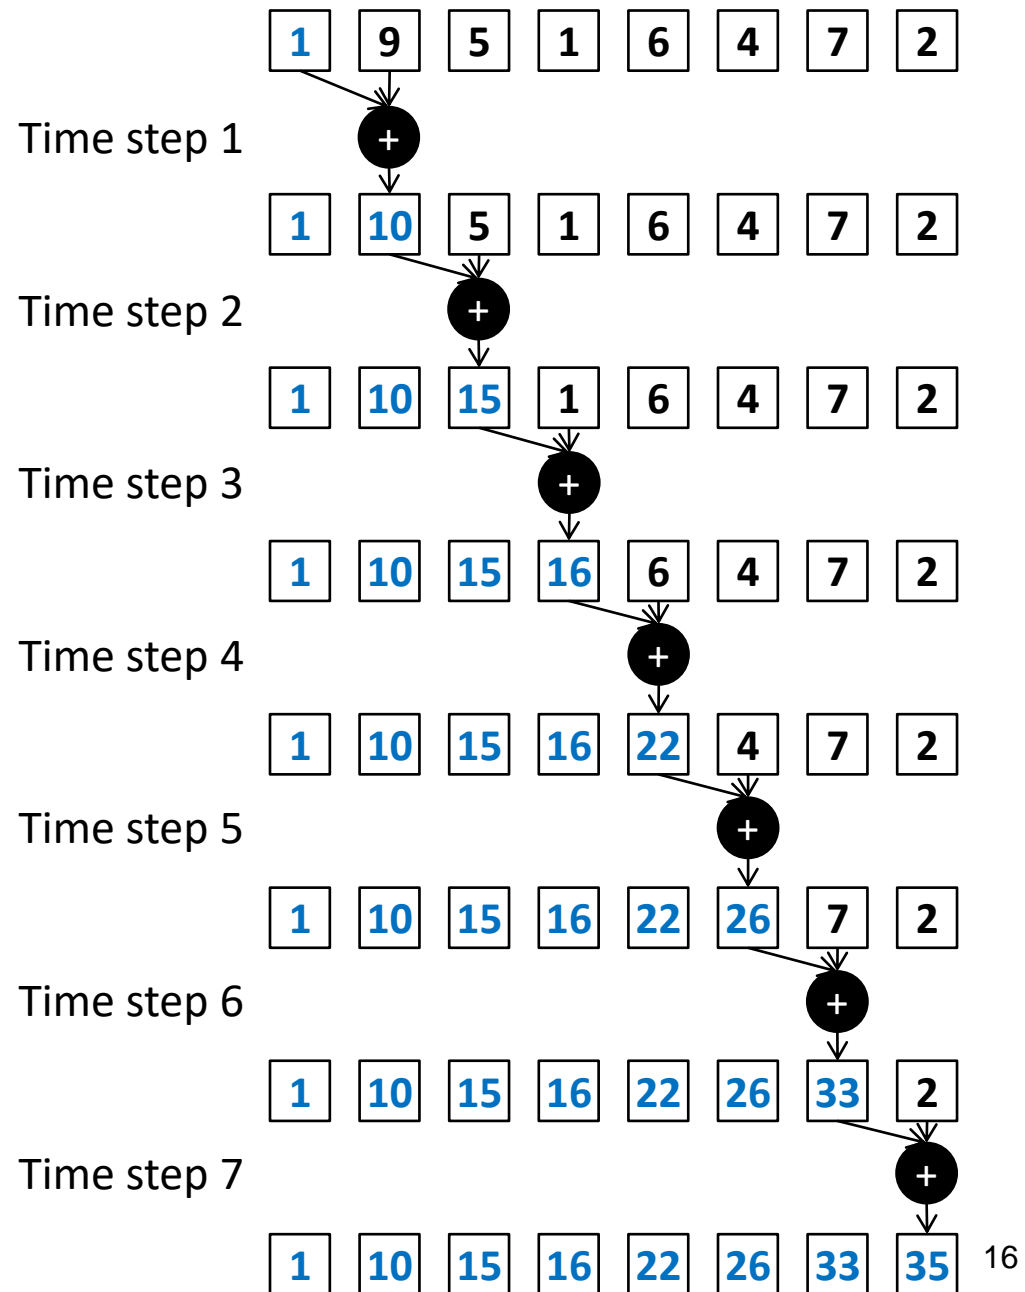 1 9 5 1 6 4 7 2
Time step 1 +
1 10 5 1 6 4 7 2
Time step 2 +
1 10 15 1 6 4 7 2
Time step 3 +
1 10 15 16 6 4 7 2
Time step 4 +
1 10 15 16 22 4 7 2
Time step 5 +
1 10 15 16 22 26 7 2
Time step 6 +
1 10 15 16 22 26 33 2
Time step 7 +
1 10 15 16 22 26 33 35 16